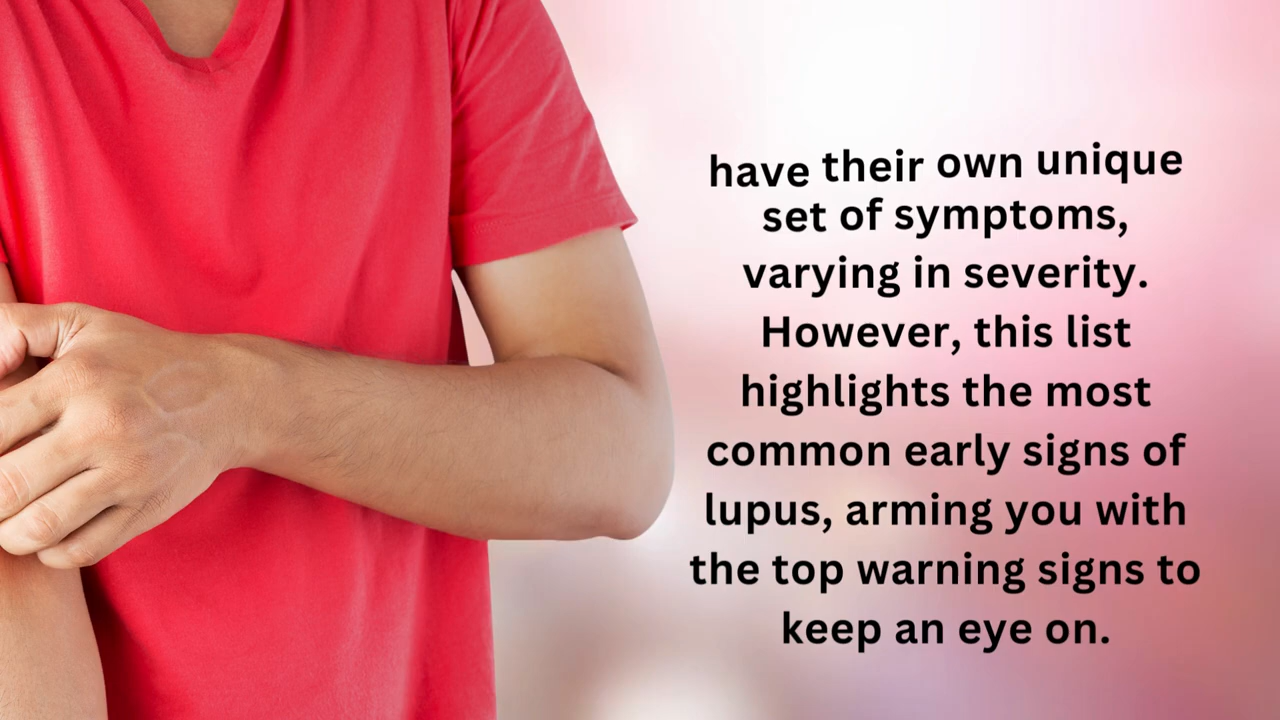 have their own unique
set of symptoms,
varying in severity.
However, this list
highlights the most
common early signs of
lupus, arming you with
the top warning signs to
keep an eye on.